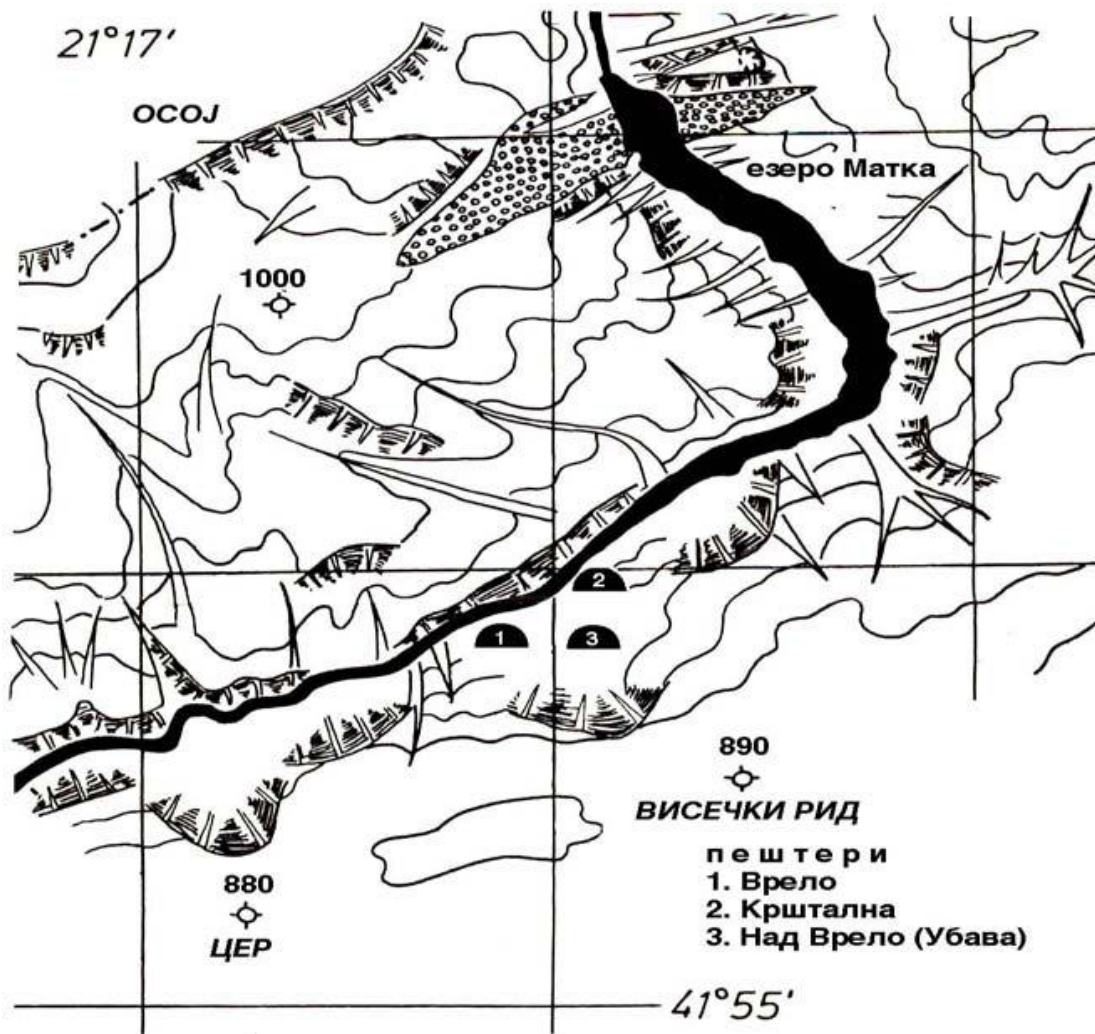 21°17'
ОСОЈ
езеро Матка
1000
2
1
3
890
ВИСЕЧКИ РИД
пештери
1. Врело
2. Крштална
3. Над Врело (Убава)
880
ЦЕР
41°55'